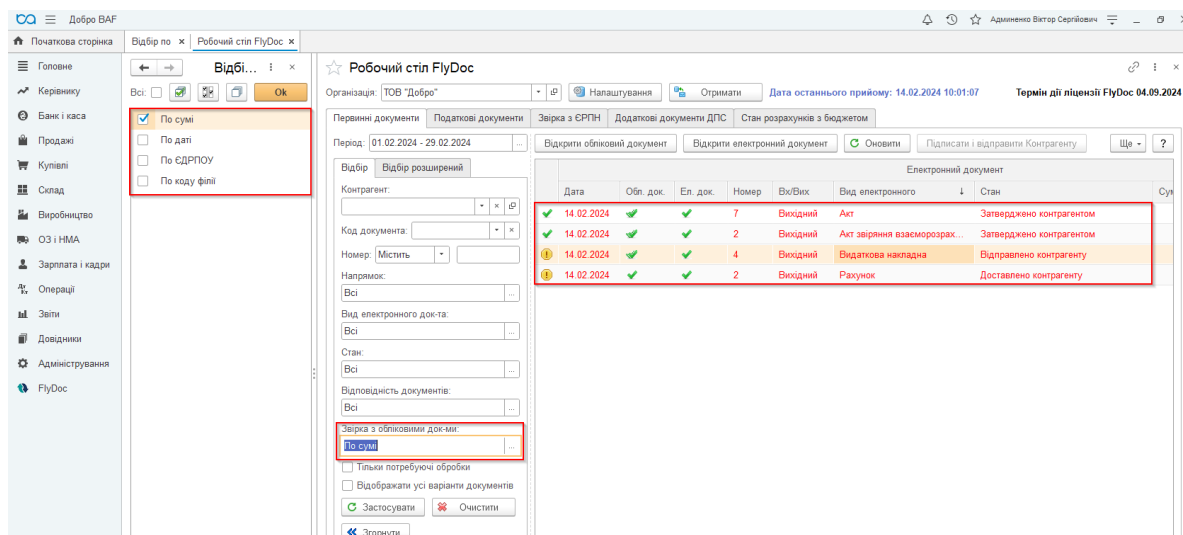 Добро BAF
Админенко Віктор Сергійович
Початкова сторінка
Відбір по ×
Робочий стіл FlyDoc ×
Головне
Керівнику
Банк і каса
Продажі
Купівлі
Склад
Виробництво
ОЗ і НМА
Зарплата і кадри
Операції
Звіти
Довідники
Адміністрування
FlyDoc
Відбі...
Всі:
Ok
По сумі
По даті
По ЄДРПОУ
По коду філії
Робочий стіл FlyDoc
Організація: ТОВ "Добро"
Налаштування
Отримати
Дата останнього прийому: 14.02.2024 10:01:07
Термін дії ліцензії FlyDoc 04.09.2024
Первинні документи
Податкові документи
Звірка з ЄРПН
Додаткові документи ДПС
Стан розрахунків з бюджетом
Період: 01.02.2024 - 29.02.2024 ...
Відкрити обліковий документ
Відкрити електронний документ
Оновити
Підписати і відправити Контрагенту
Ще
?
Відбір
Відбір розширений
Контрагент:
Код документа:
Номер: Містить
Напрямок:
Всі ...
Вид електронного док-та:
Всі ...
Стан:
Всі ...
Відповідність документів:
Всі ...
Звірка з обліковими док-ми:
По сумі ...
Тільки потребуючі обробки
Відображати усі варіанти документів
Застосувати
Очистити
Згорнути
Електронний документ
Дата Обл. док. Ел. док. Номер Вх/Вих Вид електронного ↓ Стан Сум
14.02.2024 7 Вихідний Акт Затверджено контрагентом
14.02.2024 2 Вихідний Акт звіряння взаєморозрах... Затверджено контрагентом
14.02.2024 4 Вихідний Видаткова накладна Відправлено контрагенту
14.02.2024 2 Вихідний Рахунок Доставлено контрагенту